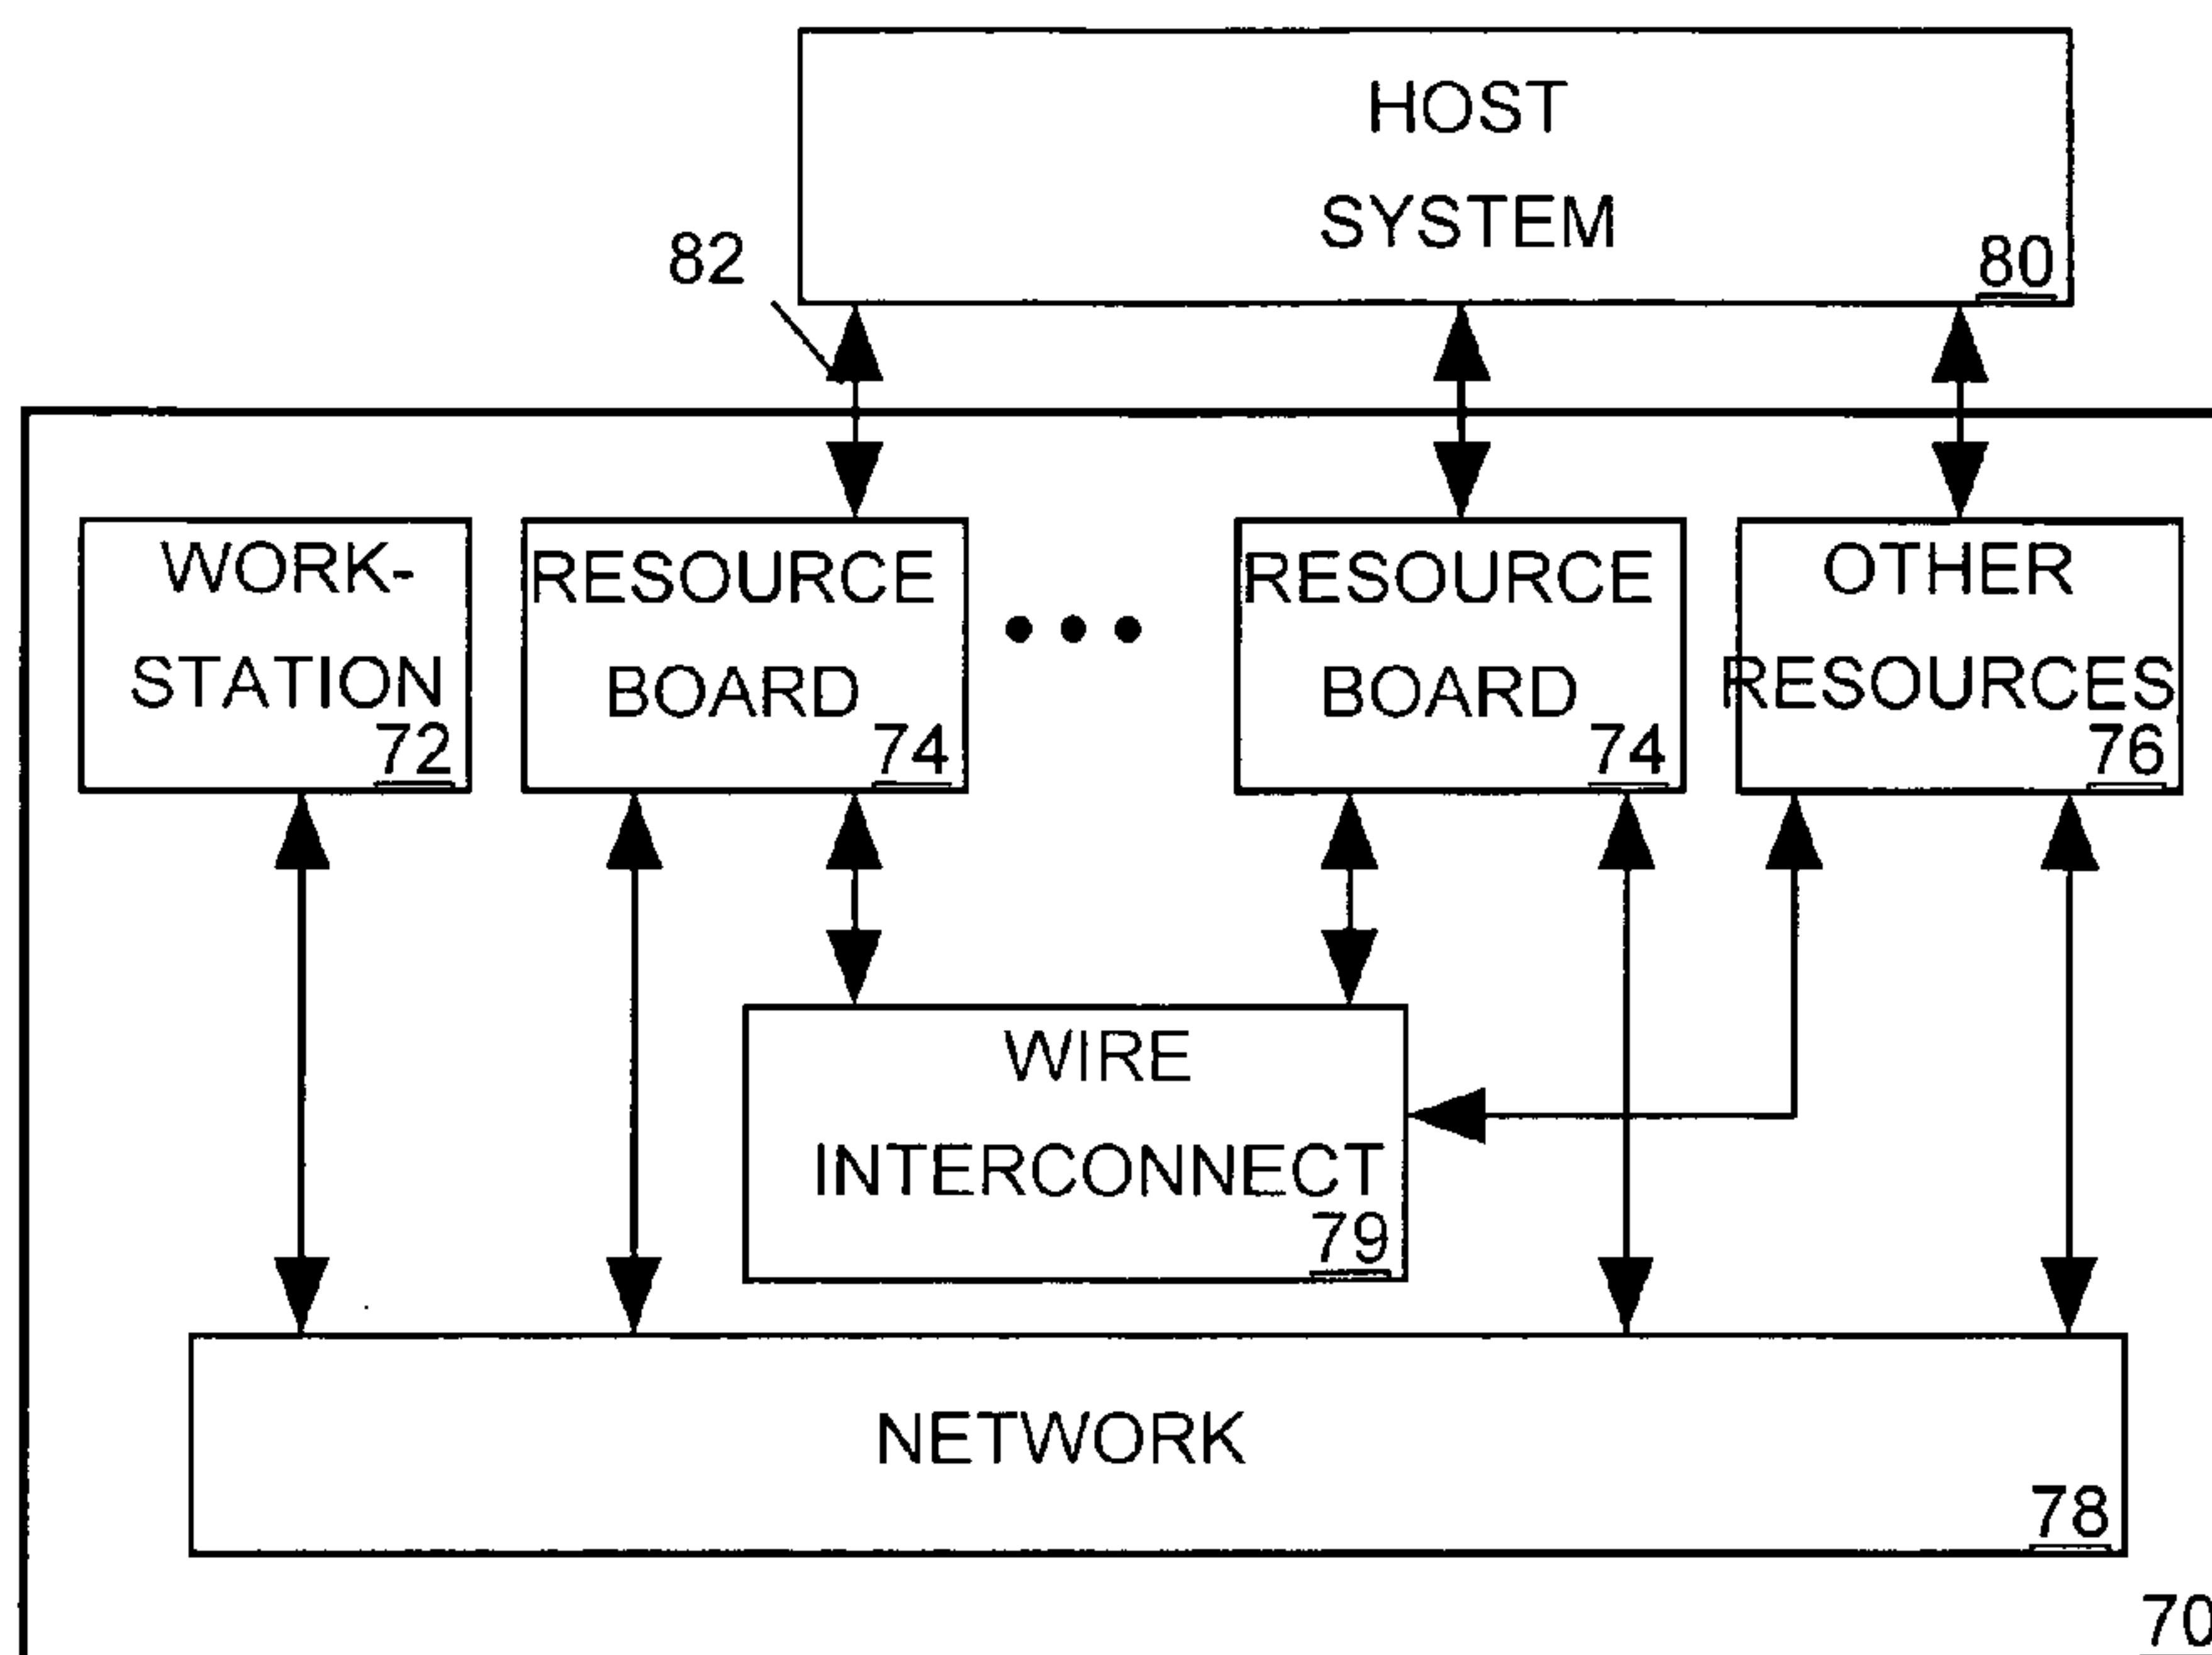 HOST
SYSTEM
80
82
WORK-
STATION
72
RESOURCE
BOARD
74
RESOURCE
BOARD
74
OTHER
RESOURCES
76
WIRE
INTERCONNECT
79
NETWORK
78
70